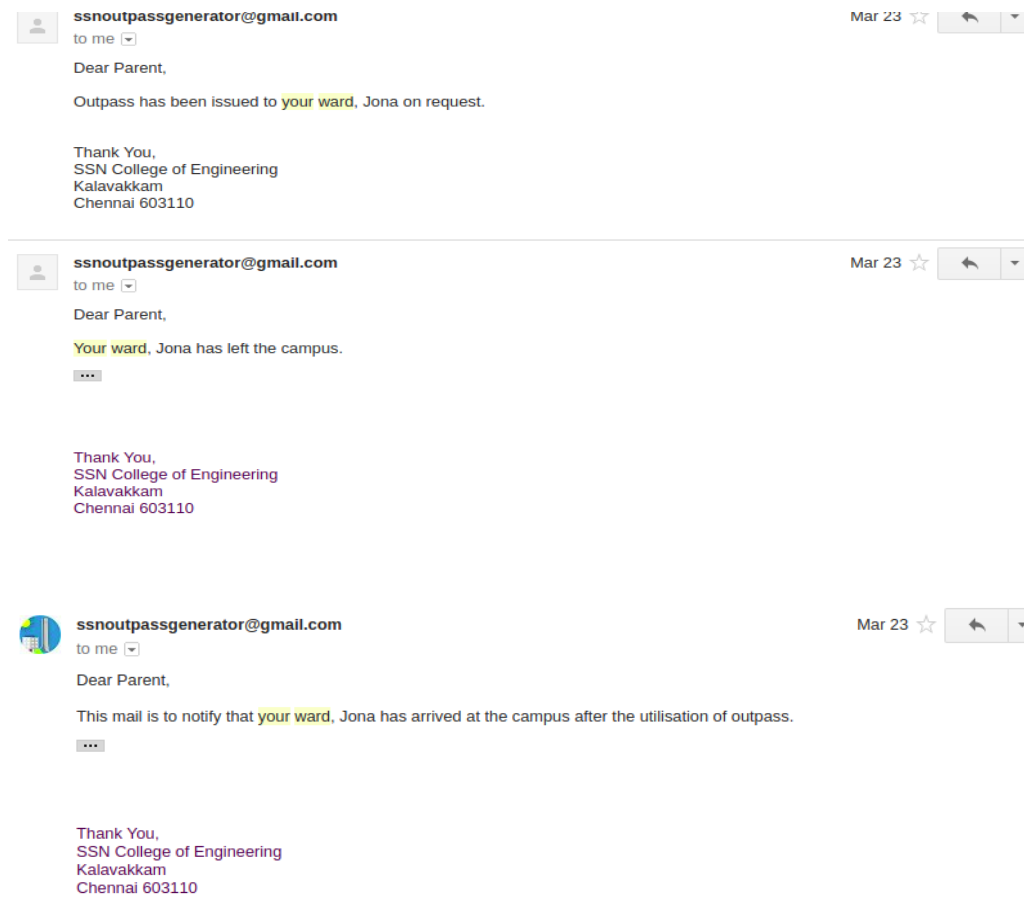 ssnoutpassgenerator@gmail.com Mar 23
to me
Dear Parent,
Outpass has been issued to your ward, Jona on request.
Thank You,
SSN College of Engineering
Kalavakkam
Chennai 603110
ssnoutpassgenerator@gmail.com Mar 23
to me
Dear Parent,
Your ward, Jona has left the campus.
Thank You,
SSN College of Engineering
Kalavakkam
Chennai 603110
ssnoutpassgenerator@gmail.com Mar 23
to me
Dear Parent,
This mail is to notify that your ward, Jona has arrived at the campus after the utilisation of outpass.
Thank You,
SSN College of Engineering
Kalavakkam
Chennai 603110